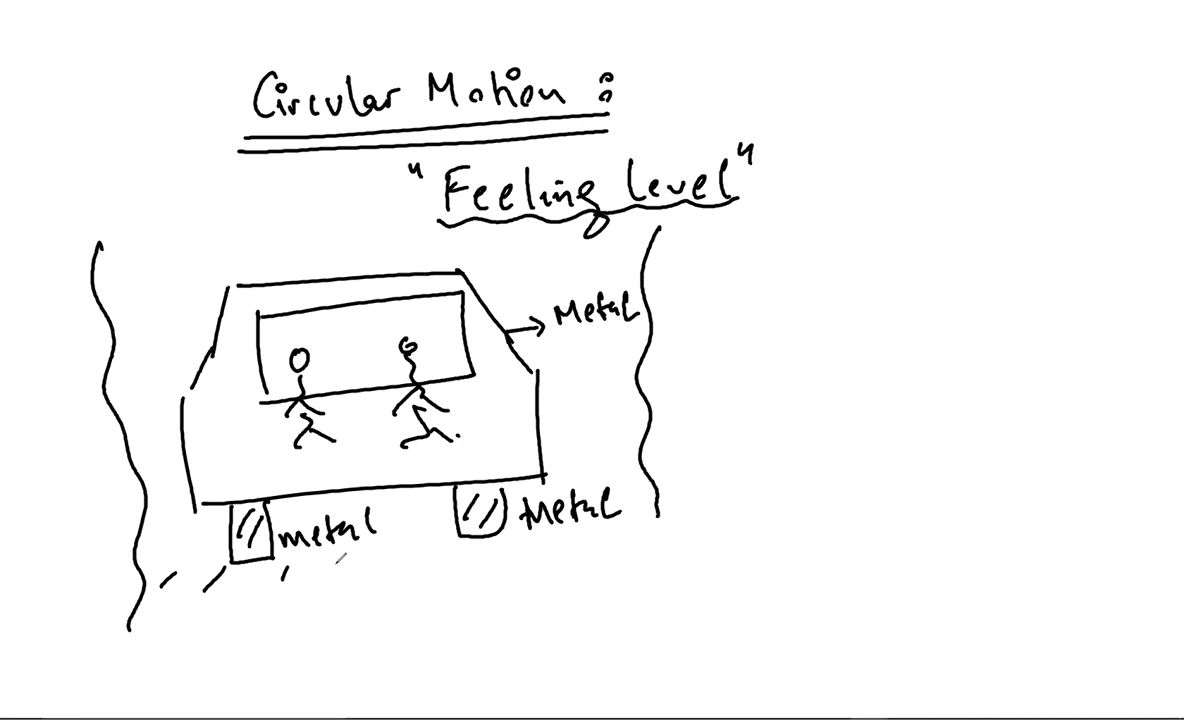 Circular Motion :
"Feeling level"
Metal
metal
Metal